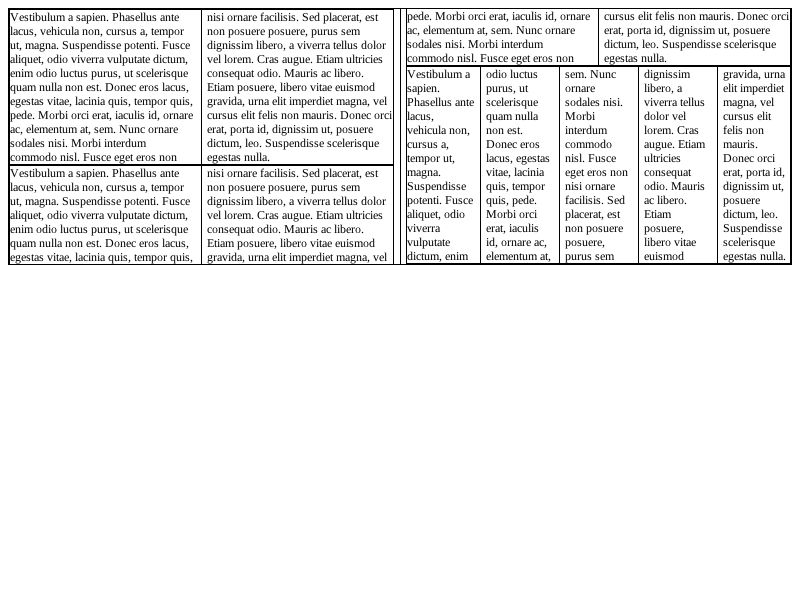 Vestibulum a sapien. Phasellus ante
lacus, vehicula non, cursus a, tempor
ut, magna. Suspendisse potenti. Fusce
aliquet, odio viverra vulputate dictum,
enim odio luctus purus, ut scelerisque
quam nulla non est. Donec eros lacus,
egestas vitae, lacinia quis, tempor quis,
pede. Morbi orci erat, iaculis id, ornare
ac, elementum at, sem. Nunc ornare
sodales nisi. Morbi interdum
commodo nisl. Fusce eget eros non
nisi ornare facilisis. Sed placerat, est
non posuere posuere, purus sem
dignissim libero, a viverra tellus dolor
vel lorem. Cras augue. Etiam ultricies
consequat odio. Mauris ac libero.
Etiam posuere, libero vitae euismod
gravida, urna elit imperdiet magna, vel
cursus elit felis non mauris. Donec orci
erat, porta id, dignissim ut, posuere
dictum, leo. Suspendisse scelerisque
egestas nulla.
Vestibulum a sapien. Phasellus ante
lacus, vehicula non, cursus a, tempor
ut, magna. Suspendisse potenti. Fusce
aliquet, odio viverra vulputate dictum,
enim odio luctus purus, ut scelerisque
quam nulla non est. Donec eros lacus,
egestas vitae, lacinia quis, tempor quis,
nisi ornare facilisis. Sed placerat, est
non posuere posuere, purus sem
dignissim libero, a viverra tellus dolor
vel lorem. Cras augue. Etiam ultricies
consequat odio. Mauris ac libero.
Etiam posuere, libero vitae euismod
gravida, urna elit imperdiet magna, vel
pede. Morbi orci erat, iaculis id, ornare
ac, elementum at, sem. Nunc ornare
sodales nisi. Morbi interdum
commodo nisl. Fusce eget eros non
cursus elit felis non mauris. Donec orci
erat, porta id, dignissim ut, posuere
dictum, leo. Suspendisse scelerisque
egestas nulla.
Vestibulum a
sapien.
Phasellus ante
lacus,
vehicula non,
cursus a,
tempor ut,
magna.
Suspendisse
potenti. Fusce
aliquet, odio
viverra
vulputate
dictum, enim
odio luctus
purus, ut
scelerisque
quam nulla
non est.
Donec eros
lacus, egestas
vitae, lacinia
quis, tempor
quis, pede.
Morbi orci
erat, iaculis
id, ornare ac,
elementum at,
sem. Nunc
ornare
sodales nisi.
Morbi
interdum
commodo
nisl. Fusce
eget eros non
nisi ornare
facilisis. Sed
placerat, est
non posuere
posuere,
purus sem
dignissim
libero, a
viverra tellus
dolor vel
lorem. Cras
augue. Etiam
ultricies
consequat
odio. Mauris
ac libero.
Etiam
posuere,
libero vitae
euismod
gravida, urna
elit imperdiet
magna, vel
cursus elit
felis non
mauris.
Donec orci
erat, porta id,
dignissim ut,
posuere
dictum, leo.
Suspendisse
scelerisque
egestas nulla.